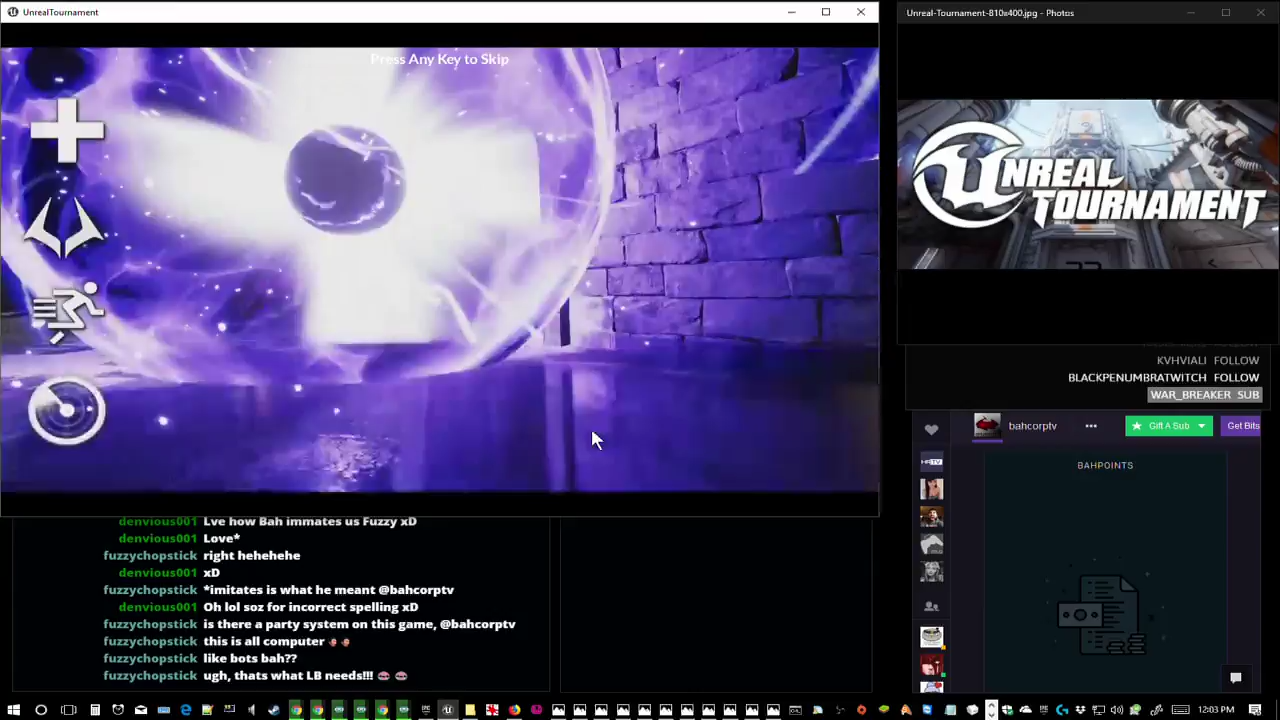 UnrealTournament
Press Any Key to Skip
Unreal-Tournament-810x400.jpg - Photos
UNREAL
TOURNAMENT
KVHVIALI FOLLOW
BLACKPENUMBRATWITCH FOLLOW
WAR_BREAKER SUB
bahcorptv
Gift A Sub
Get Bits
BAHPOINTS
denvious001 Lve how Bah immates us Fuzzy xD
denvious001 Love*
fuzzychopstick right hehehehe
denvious001 xD
fuzzychopstick *imitates is what he meant @bahcorptv
denvious001 Oh lol soz for incorrect spelling xD
fuzzychopstick is there a party system on this game, @bahcorptv
fuzzychopstick this is all computer
fuzzychopstick like bots bah??
fuzzychopstick ugh, thats what LB needs!!!
12:03 PM